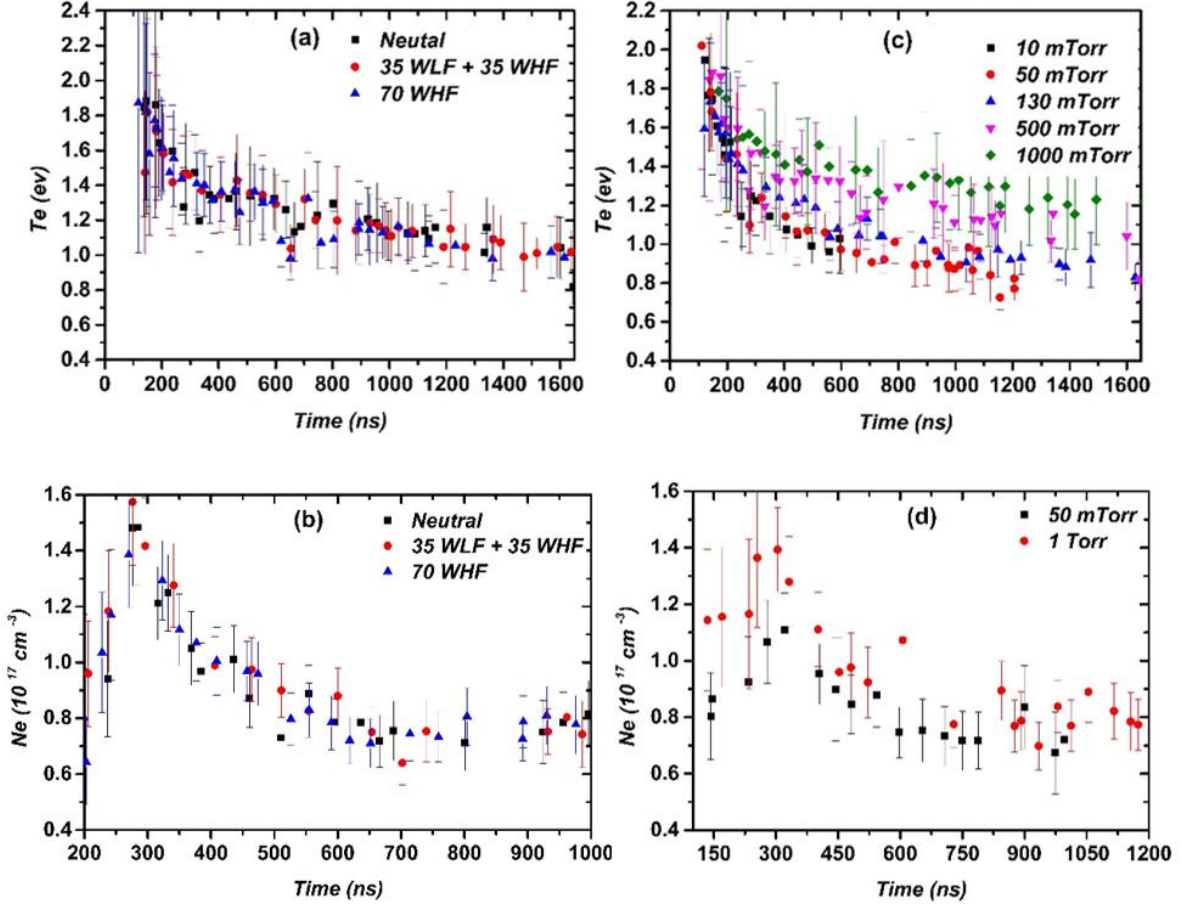 2.4
2.2
2.0
1.8
1.6
1.4
1.2
1.0
0.8
0.6
0.4
Te (ev)
(a)
Neutal
35 WLF + 35 WHF
70 WHF
0 200 400 600 800 1000 1200 1400 1600
Time (ns)
2.4
2.2
2.0
1.8
1.6
1.4
1.2
1.0
0.8
0.6
0.4
Te (ev)
(c)
10 mTorr
50 mTorr
130 mTorr
500 mTorr
1000 mTorr
0 200 400 600 800 1000 1200 1400 1600
Time (ns)
1.6
1.4
1.2
1.0
0.8
0.6
0.4
Ne (10 17 cm -3)
(b)
Neutral
35 WLF + 35 WHF
70 WHF
200 300 400 500 600 700 800 900 1000
Time (ns)
1.6
1.4
1.2
1.0
0.8
0.6
0.4
Ne (10 17 cm -3)
(d)
50 mTorr
1 Torr
150 300 450 600 750 900 1050 1200
Time (ns)